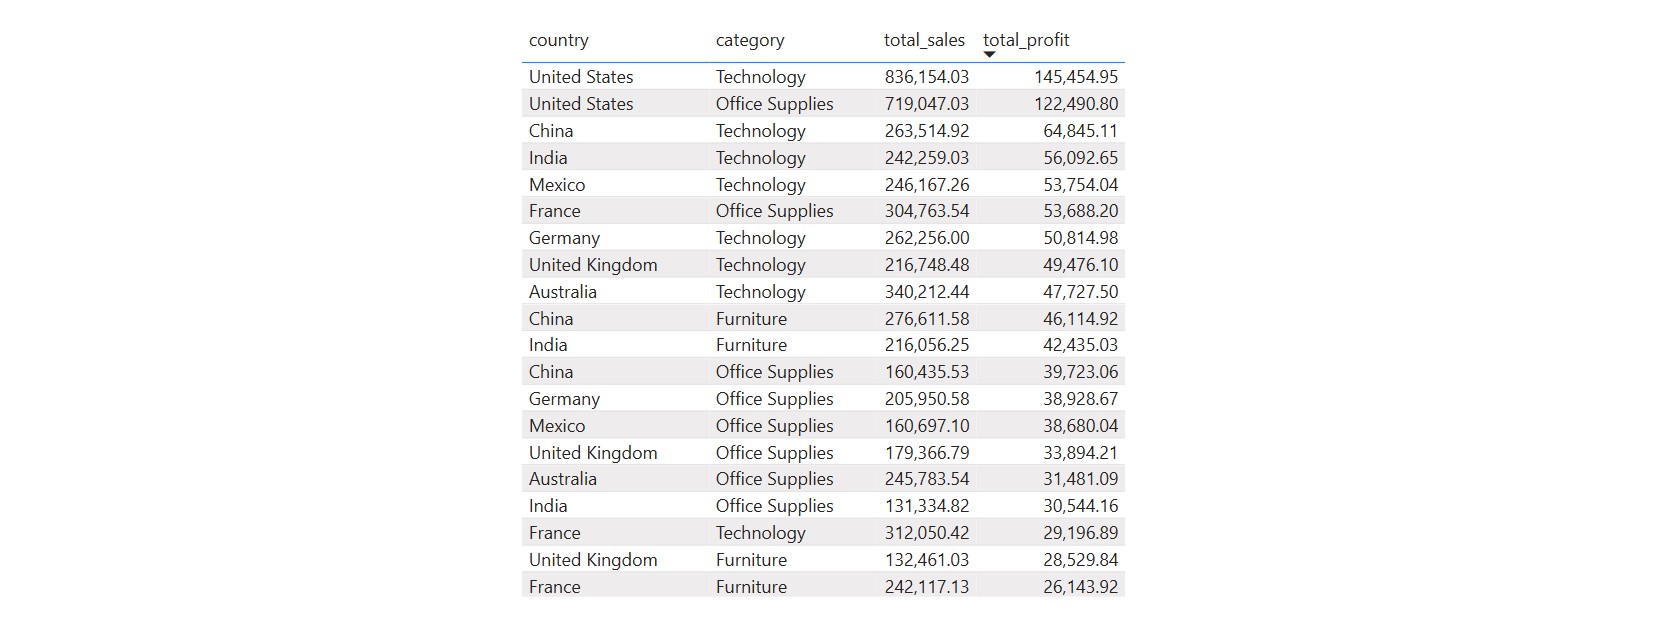 country category total_sales total_profit
United States Technology 836,154.03 145,454.95
United States Office Supplies 719,047.03 122,490.80
China Technology 263,514.92 64,845.11
India Technology 242,259.03 56,092.65
Mexico Technology 246,167.26 53,754.04
France Office Supplies 304,763.54 53,688.20
Germany Technology 262,256.00 50,814.98
United Kingdom Technology 216,748.48 49,476.10
Australia Technology 340,212.44 47,727.50
China Furniture 276,611.58 46,114.92
India Furniture 216,056.25 42,435.03
China Office Supplies 160,435.53 39,723.06
Germany Office Supplies 205,950.58 38,928.67
Mexico Office Supplies 160,697.10 38,680.04
United Kingdom Office Supplies 179,366.79 33,894.21
Australia Office Supplies 245,783.54 31,481.09
India Office Supplies 131,334.82 30,544.16
France Technology 312,050.42 29,196.89
United Kingdom Furniture 132,461.03 28,529.84
France Furniture 242,117.13 26,143.92